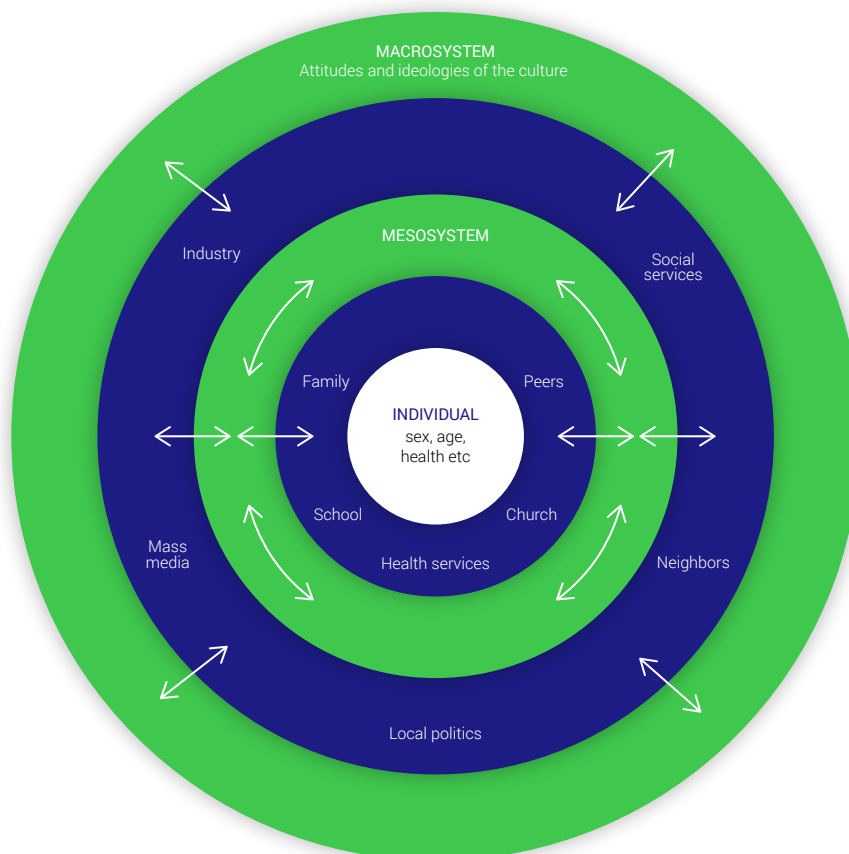 MACROSYSTEM
Attitudes and ideologies of the culture
MESOSYSTEM
Industry
Social
services
Family
Peers
INDIVIDUAL
sex, age,
health etc
School
Church
Mass
media
Health services
Neighbors
Local politics